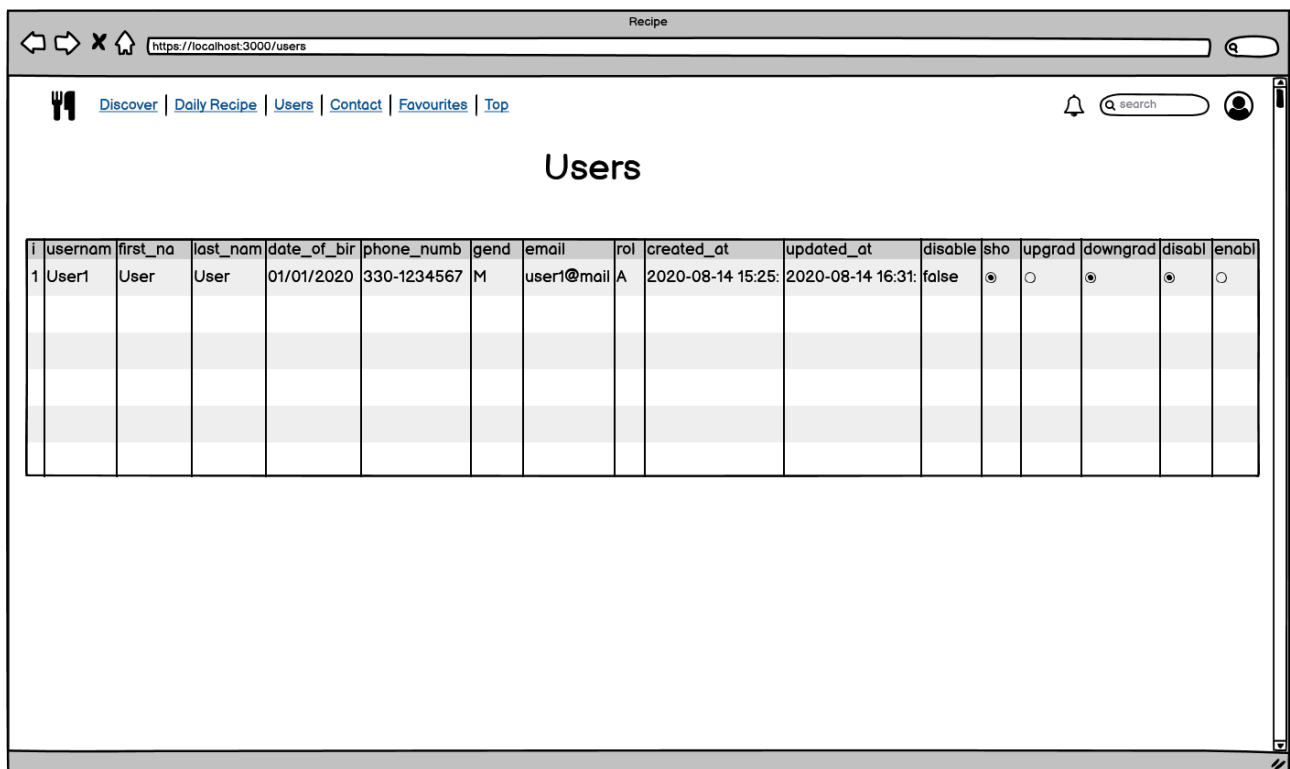 Recipe
https://localhost:3000/users
Discover | Daily Recipe | Users | Contact | Favourites | Top search
Users
i usernam first_na last_nam date_of_bir phone_numb gend email rol created_at updated_at disable sho upgrad downgrad disabl enabl
1 User1 User User 01/01/2020 330-1234567 M user1@mail A 2020-08-14 15:25: 2020-08-14 16:31: false